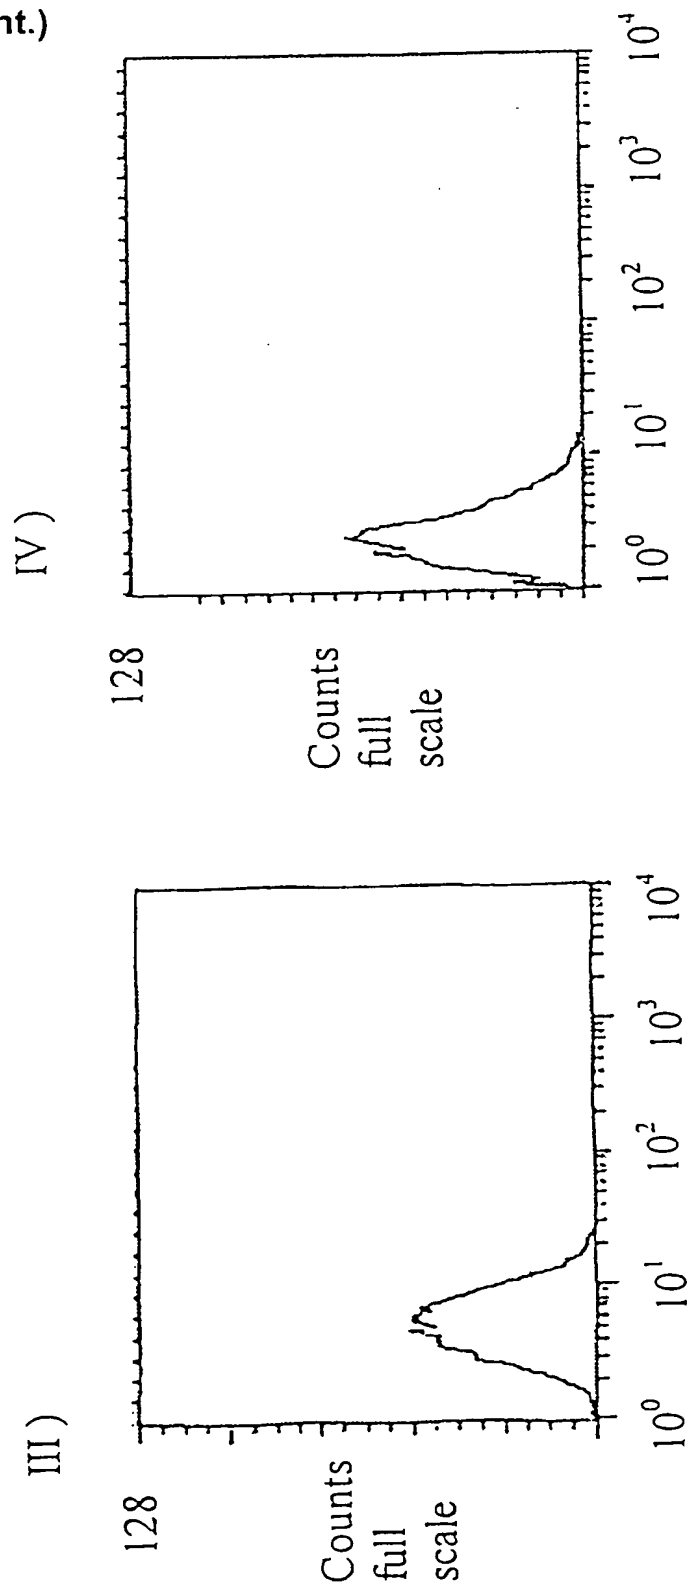 nt.)
III )
128
Counts
full
scale
10⁰ 10¹ 10² 10³ 10⁴
IV )
128
Counts
full
scale
10⁰ 10¹ 10² 10³ 10⁴